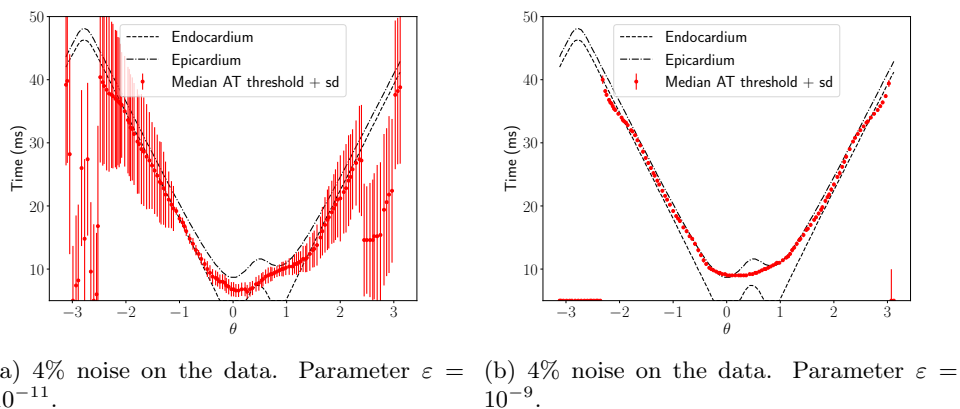 50
40
30
20
10
Time (ms)
Endocardium
Epicardium
Median AT threshold + sd
−3 −2 −1 0 1 2 3
θ
50
40
30
20
10
Time (ms)
Endocardium
Epicardium
Median AT threshold + sd
−3 −2 −1 0 1 2 3
θ
a) 4% noise on the data. Parameter ε =
0⁻¹¹.
(b) 4% noise on the data. Parameter ε =
10⁻⁹.